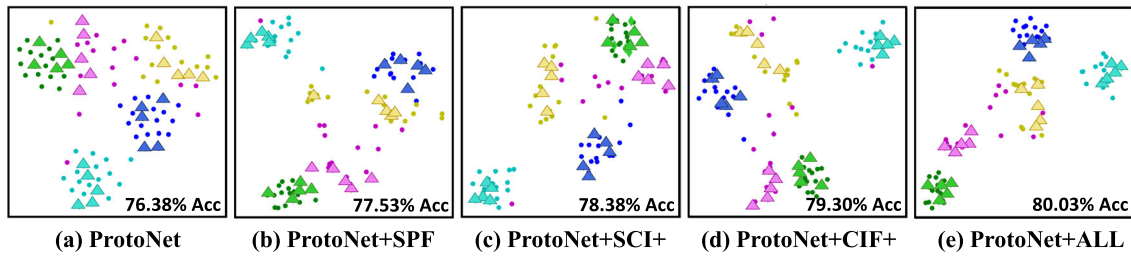 76.38% Acc
77.53% Acc
78.38% Acc
79.30% Acc
80.03% Acc
(a) ProtoNet
(b) ProtoNet+SPF
(c) ProtoNet+SCI+
(d) ProtoNet+CIF+
(e) ProtoNet+ALL